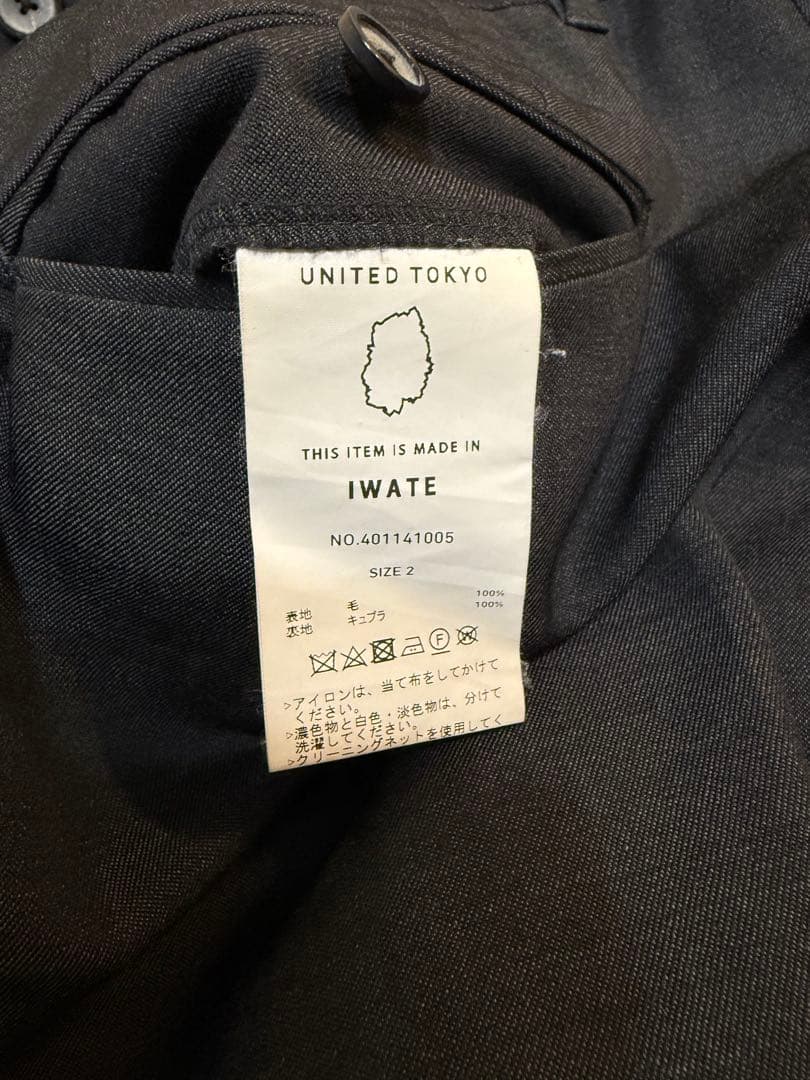 UNITED TOKYO
THIS ITEM IS MADE IN
IWATE
NO.401141005
SIZE 2
表地 毛 100%
裏地 キュプラ 100%
F W
>アイロンは、当て布をしてかけて
ください。
>濃色物と白色・淡色物は、分けて
洗濯してください。
>クリーニングネットを使用してく